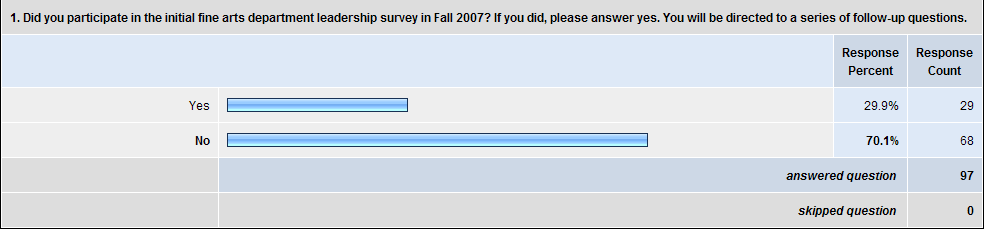 1. Did you participate in the initial fine arts department leadership survey in Fall 2007? If you did, please answer yes. You will be directed to a series of follow-up questions.
Response Percent Response Count
Yes 29.9% 29
No 70.1% 68
answered question 97
skipped question 0